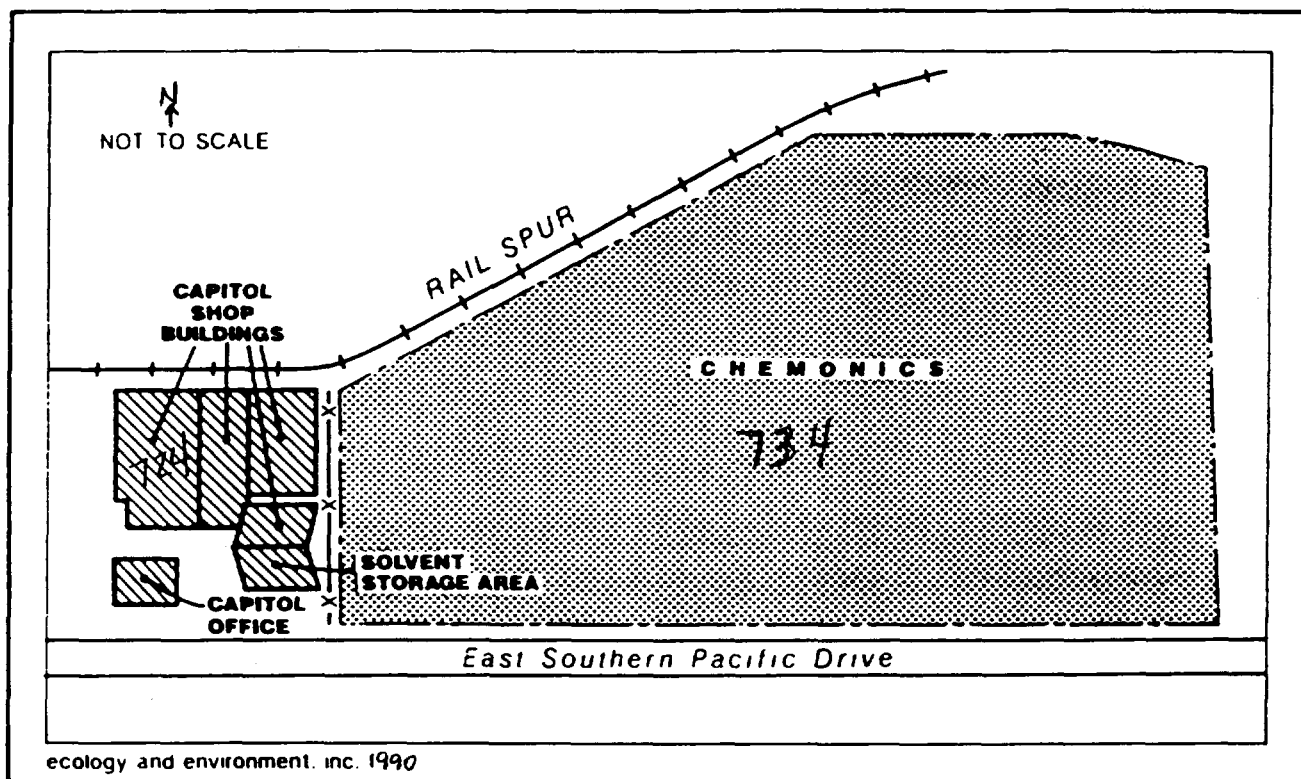 N
NOT TO SCALE
RAIL SPUR
CAPITOL
SHOP
BUILDINGS
CHEMONICS
734
724
SOLVENT
STORAGE AREA
CAPITOL
OFFICE
East Southern Pacific Drive
ecology and environment. inc. 1990